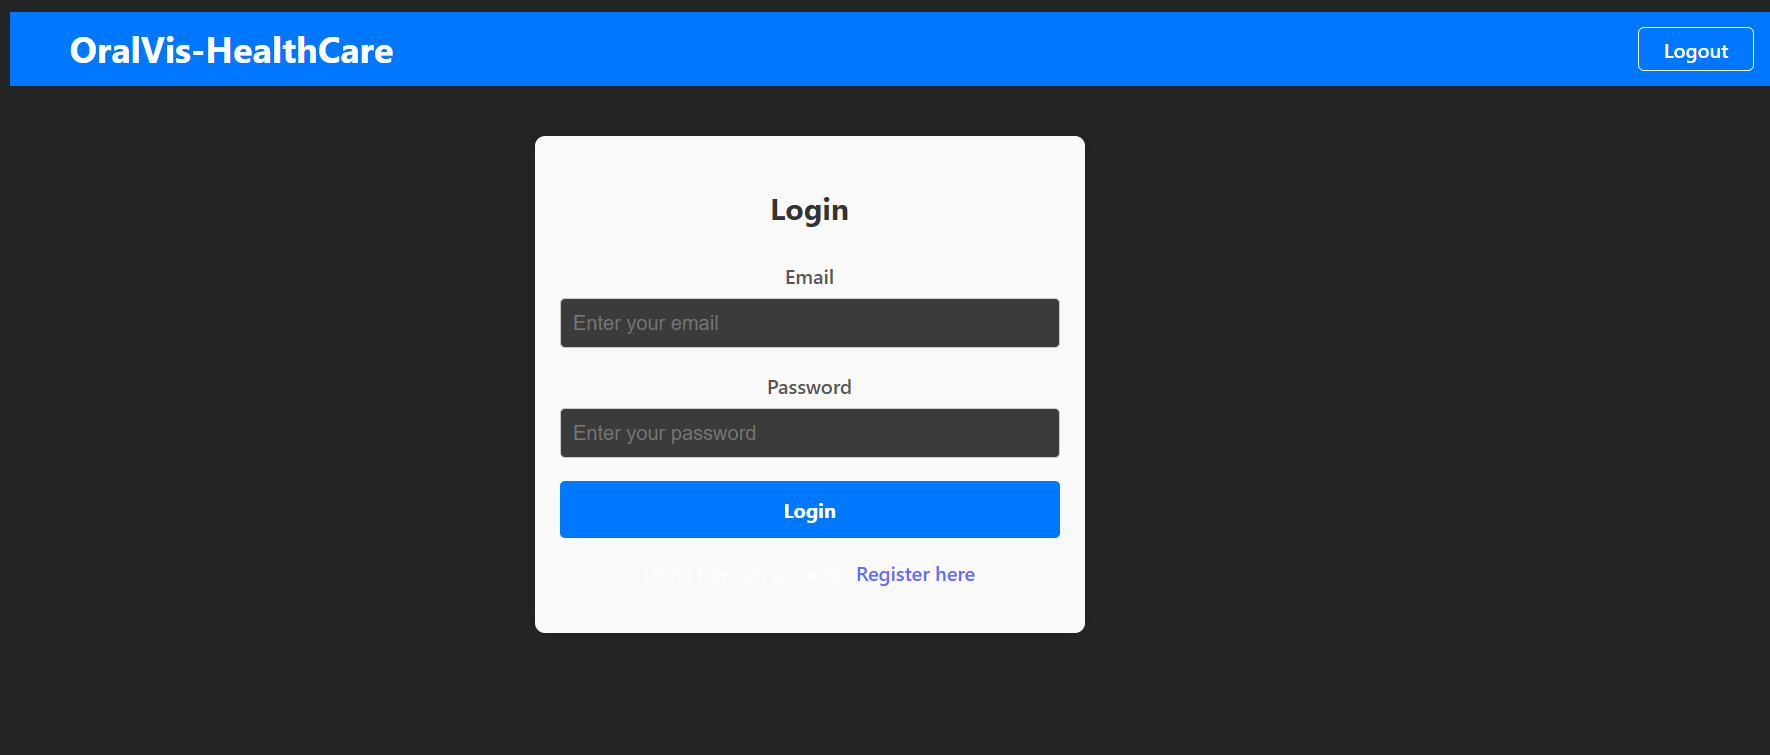 OralVis-HealthCare
Logout
Login
Email
Enter your email
Password
Enter your password
Login
Don't have an account? Register here